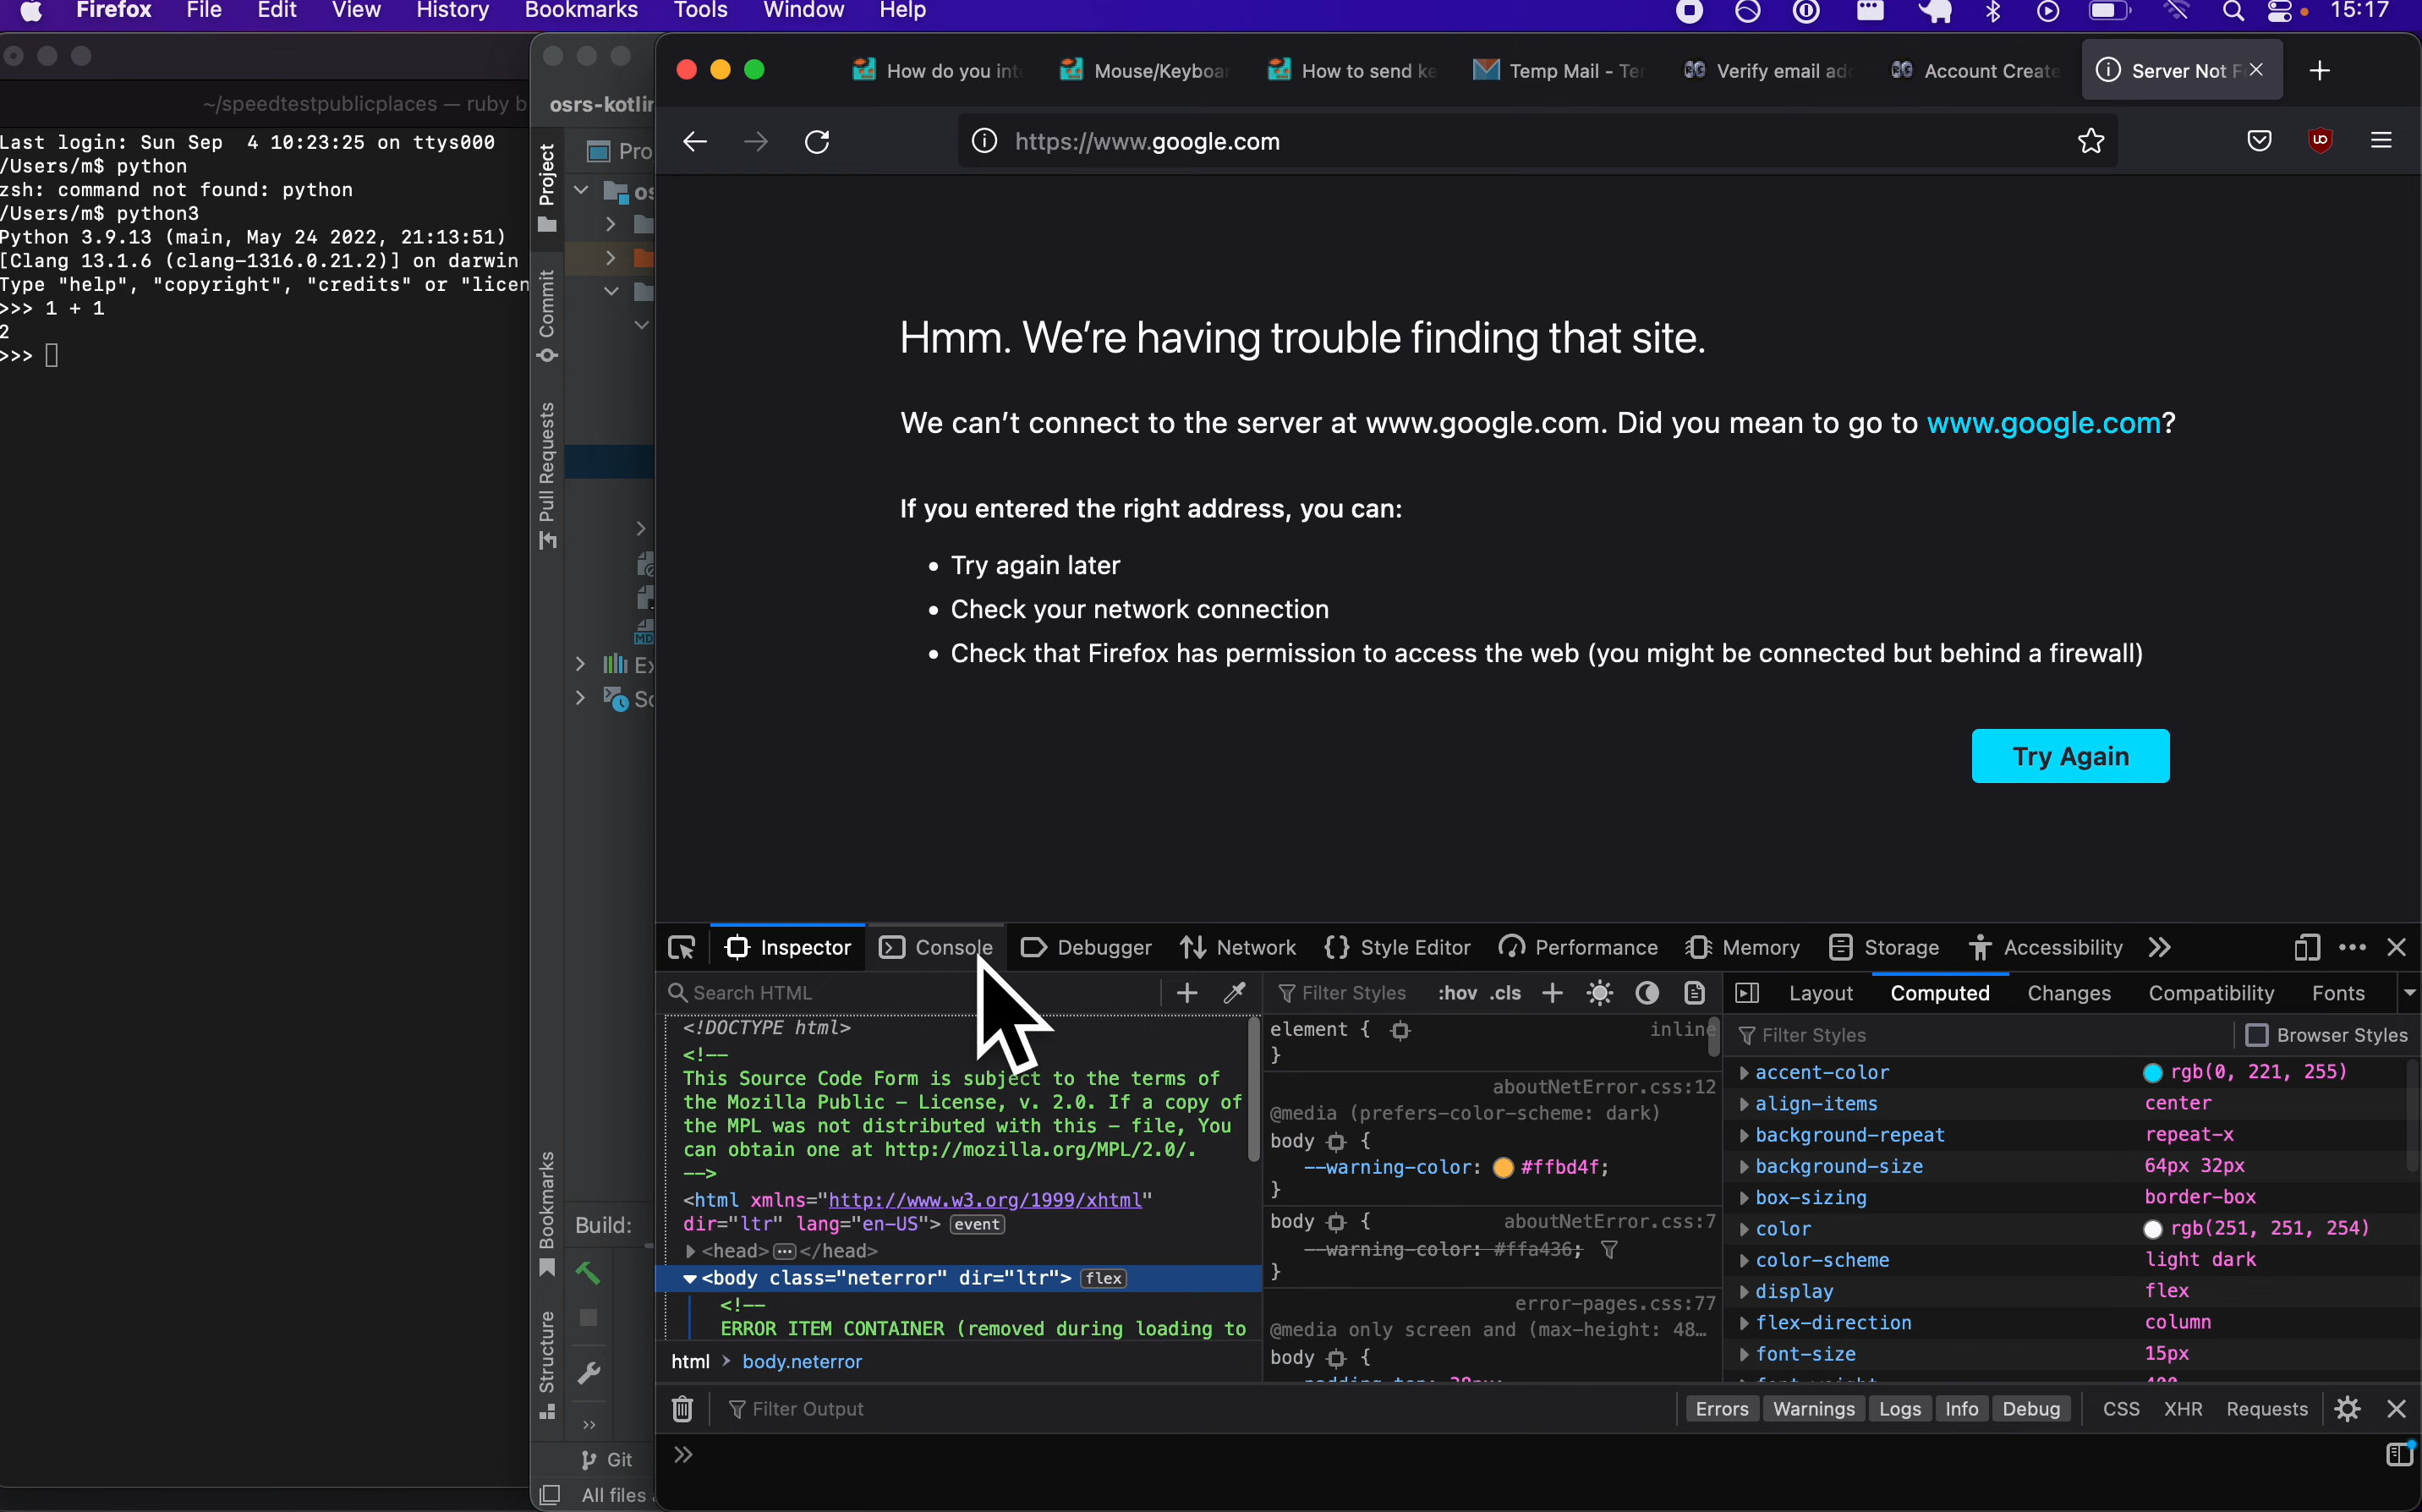 Firefox File Edit View History Bookmarks Tools Window Help 15:17
~/speedtestpublicplaces — ruby b
Last login: Sun Sep  4 10:23:25 on ttys000
/Users/m$ python
zsh: command not found: python
/Users/m$ python3
Python 3.9.13 (main, May 24 2022, 21:13:51)
[Clang 13.1.6 (clang-1316.0.21.2)] on darwin
Type "help", "copyright", "credits" or "licen
>>> 1 + 1
2
>>>
osrs-kotlin
Project
Commit
Pull Requests
Bookmarks
Structure
Pro
os
MD
Ex
Sc
Build:
Git
All files
How do you int
Mouse/Keyboar
How to send ke
Temp Mail - Ter
Verify email add
Account Create
Server Not F
https://www.google.com
Hmm. We're having trouble finding that site.
We can't connect to the server at www.google.com. Did you mean to go to www.google.com?
If you entered the right address, you can:
• Try again later
• Check your network connection
• Check that Firefox has permission to access the web (you might be connected but behind a firewall)
Try Again
Inspector Console Debugger Network Style Editor Performance Memory Storage Accessibility
Search HTML
<!DOCTYPE html>
<!--
This Source Code Form is subject to the terms of
the Mozilla Public - License, v. 2.0. If a copy of
the MPL was not distributed with this - file, You
can obtain one at http://mozilla.org/MPL/2.0/.
-->
<html xmlns="http://www.w3.org/1999/xhtml"
dir="ltr" lang="en-US"> event
<head> ··· </head>
<body class="neterror" dir="ltr"> flex
<!--
ERROR ITEM CONTAINER (removed during loading to
html > body.neterror
Filter Styles :hov .cls
element { inline
}
aboutNetError.css:12
@media (prefers-color-scheme: dark)
body {
--warning-color: #ffbd4f;
}
body { aboutNetError.css:7
--warning-color: #ffa436;
}
error-pages.css:77
@media only screen and (max-height: 48…
body {
Layout Computed Changes Compatibility Fonts
Filter Styles Browser Styles
accent-color rgb(0, 221, 255)
align-items center
background-repeat repeat-x
background-size 64px 32px
box-sizing border-box
color rgb(251, 251, 254)
color-scheme light dark
display flex
flex-direction column
font-size 15px
Filter Output Errors Warnings Logs Info Debug CSS XHR Requests